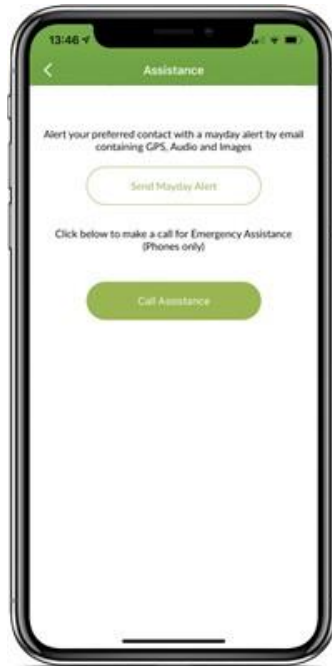 13:46
Assistance
Alert your preferred contact with a mayday alert by email
containing GPS, Audio and Images
Send Mayday Alert
Click below to make a call for Emergency Assistance
(Phones only)
Call Assistance